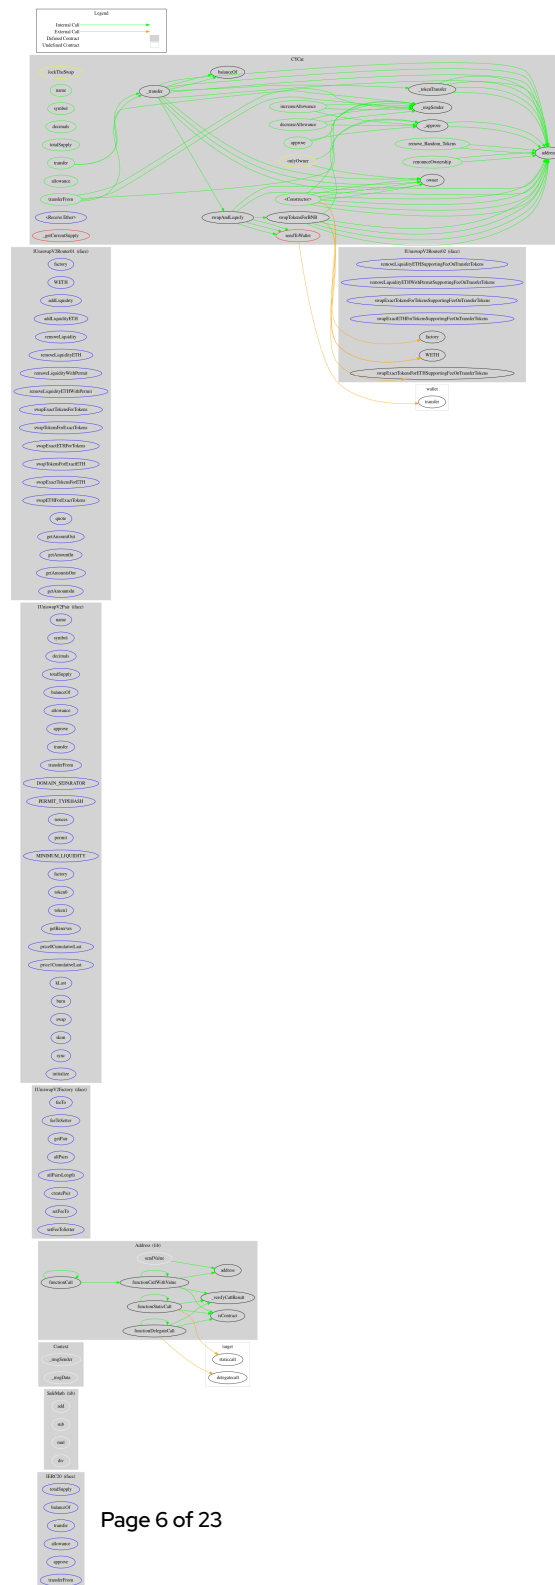 Legend
Internal Call
External Call
Defined Contract
Undefined Contract
CYCat
lockTheSwap
name
symbol
decimals
totalSupply
transfer
allowance
transferFrom
<Receive Ether>
_getCurrentSupply
_transfer
balanceOf
increaseAllowance
decreaseAllowance
approve
onlyOwner
<Constructor>
swapAndLiquify
swapTokensForBNB
sendToWallet
_tokenTransfer
_msgSender
_approve
remove_Random_Tokens
renounceOwnership
owner
address
IUniswapV2Router01 (iface)
factory
WETH
addLiquidity
addLiquidityETH
removeLiquidity
removeLiquidityETH
removeLiquidityWithPermit
removeLiquidityETHWithPermit
swapExactTokensForTokens
swapTokensForExactTokens
swapExactETHForTokens
swapTokensForExactETH
swapExactTokensForETH
swapETHForExactTokens
quote
getAmountOut
getAmountIn
getAmountsOut
getAmountsIn
IUniswapV2Router02 (iface)
removeLiquidityETHSupportingFeeOnTransferTokens
removeLiquidityETHWithPermitSupportingFeeOnTransferTokens
swapExactTokensForTokensSupportingFeeOnTransferTokens
swapExactETHForTokensSupportingFeeOnTransferTokens
factory
WETH
swapExactTokensForETHSupportingFeeOnTransferTokens
wallet
transfer
IUniswapV2Pair (iface)
name
symbol
decimals
totalSupply
balanceOf
allowance
approve
transfer
transferFrom
DOMAIN_SEPARATOR
PERMIT_TYPEHASH
nonces
permit
MINIMUM_LIQUIDITY
factory
token0
token1
getReserves
price0CumulativeLast
price1CumulativeLast
kLast
burn
swap
skim
sync
initialize
IUniswapV2Factory (iface)
feeTo
feeToSetter
getPair
allPairs
allPairsLength
createPair
setFeeTo
setFeeToSetter
Address (lib)
sendValue
functionCall
functionCallWithValue
functionStaticCall
functionDelegateCall
address
_verifyCallResult
isContract
Context
_msgSender
_msgData
target
staticcall
delegatecall
SafeMath (lib)
add
sub
mul
div
IERC20 (iface)
totalSupply
balanceOf
transfer
allowance
approve
transferFrom
Page 6 of 23